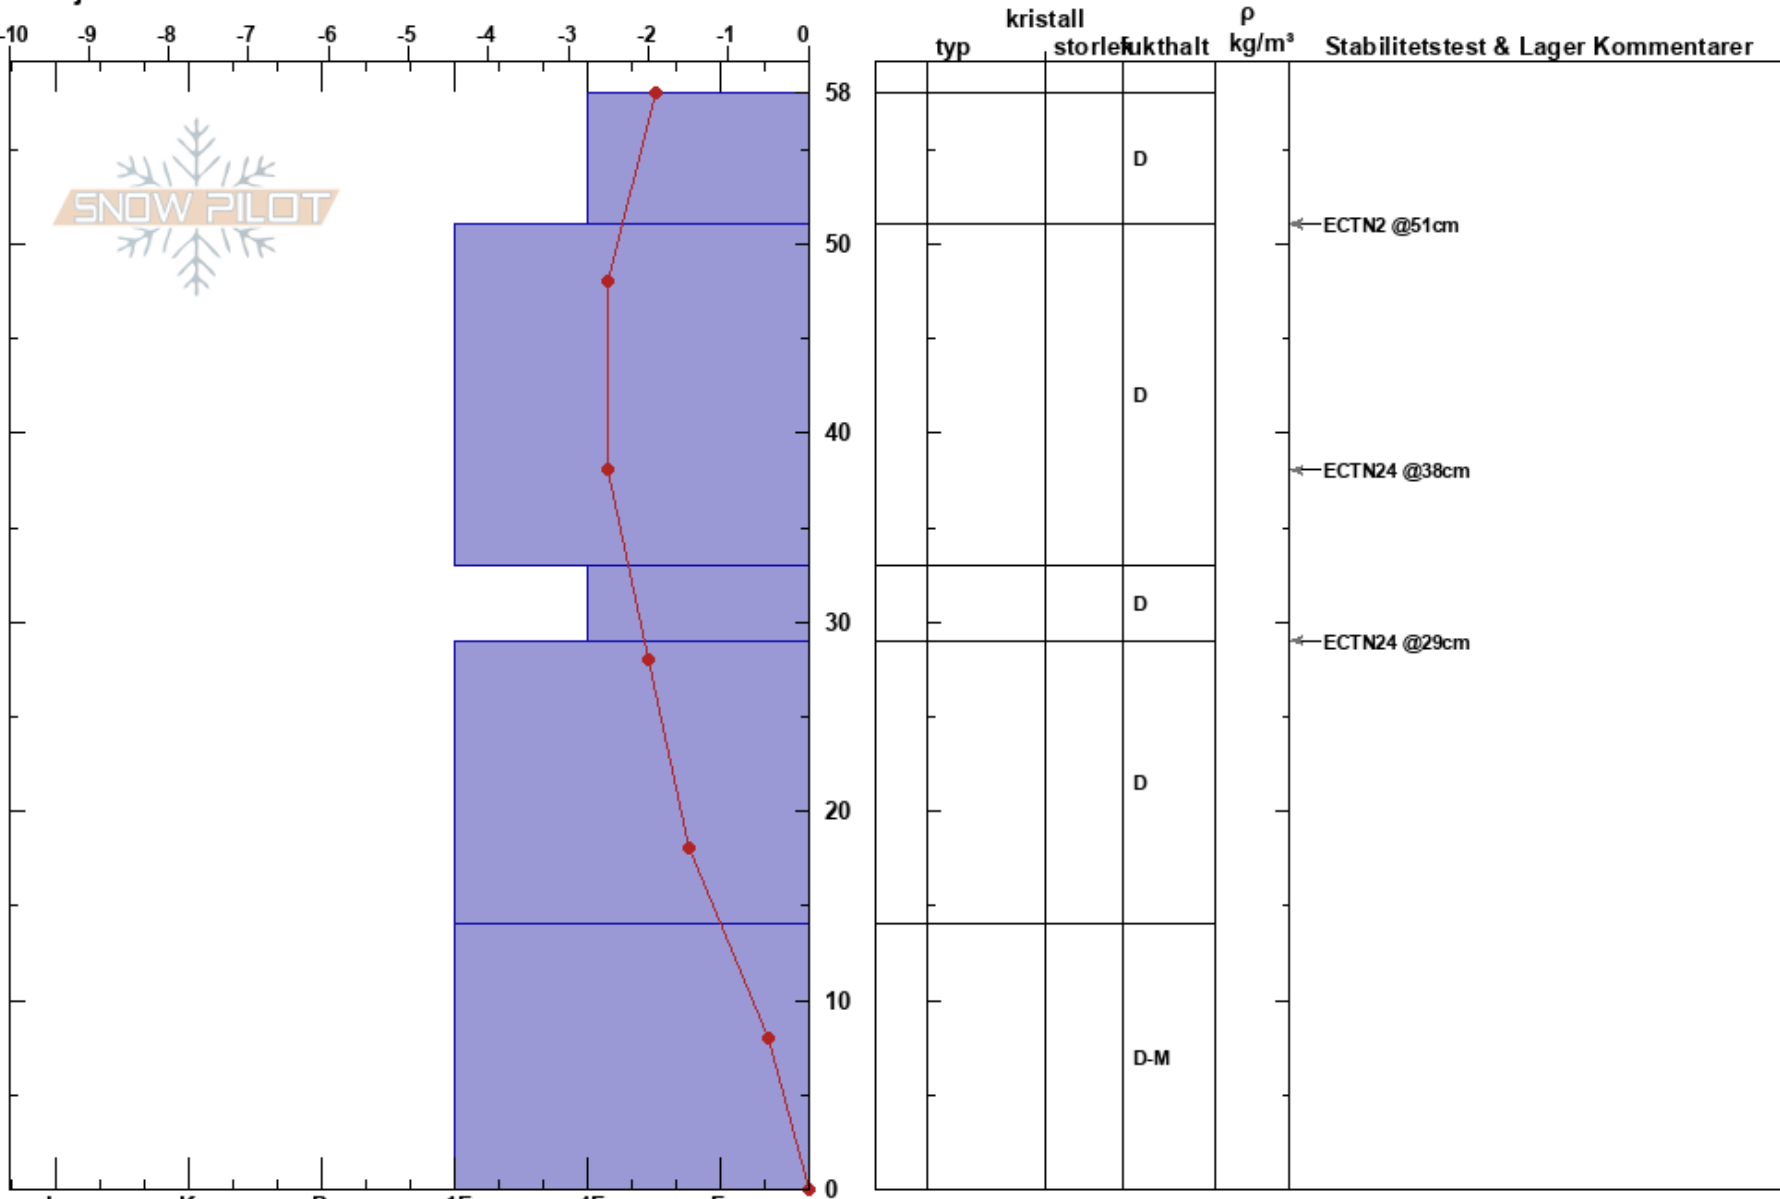 kristall ρ
-10 -9 -8 -7 -6 -5 -4 -3 -2 -1 0
typ storlek fukthalt kg/m³ Stabilitetstest & Lager Kommentarer
58
SNOW PILOT
D
ECTN2 @51cm
50
D
40
ECTN24 @38cm
D
30
ECTN24 @29cm
D
20
10
D-M
0